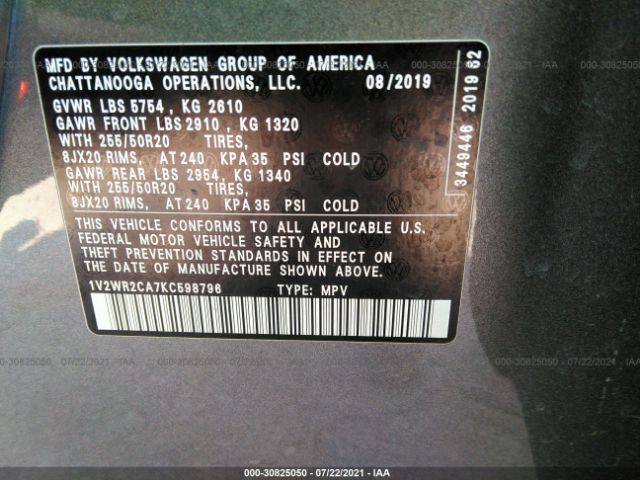 MFD BY VOLKSWAGEN GROUP OF AMERICA
CHATTANOOGA OPERATIONS, LLC. 08/2019
GVWR LBS 5754 , KG 2610
GAWR FRONT LBS 2910 , KG 1320
WITH 255/50R20 TIRES,
8JX20 RIMS, AT 240 KPA 35 PSI COLD
GAWR REAR LBS 2954 , KG 1340
WITH 255/50R20 TIRES,
8JX20 RIMS, AT 240 KPA 35 PSI COLD
THIS VEHICLE CONFORMS TO ALL APPLICABLE U.S.
FEDERAL MOTOR VEHICLE SAFETY AND
THEFT PREVENTION STANDARDS IN EFFECT ON
THE DATE OF MANUFACTURE SHOWN ABOVE.
1V2WR2CA7KC598796 TYPE: MPV
3449446 2019 62
000-30825050 - 07/22/2021 - IAA